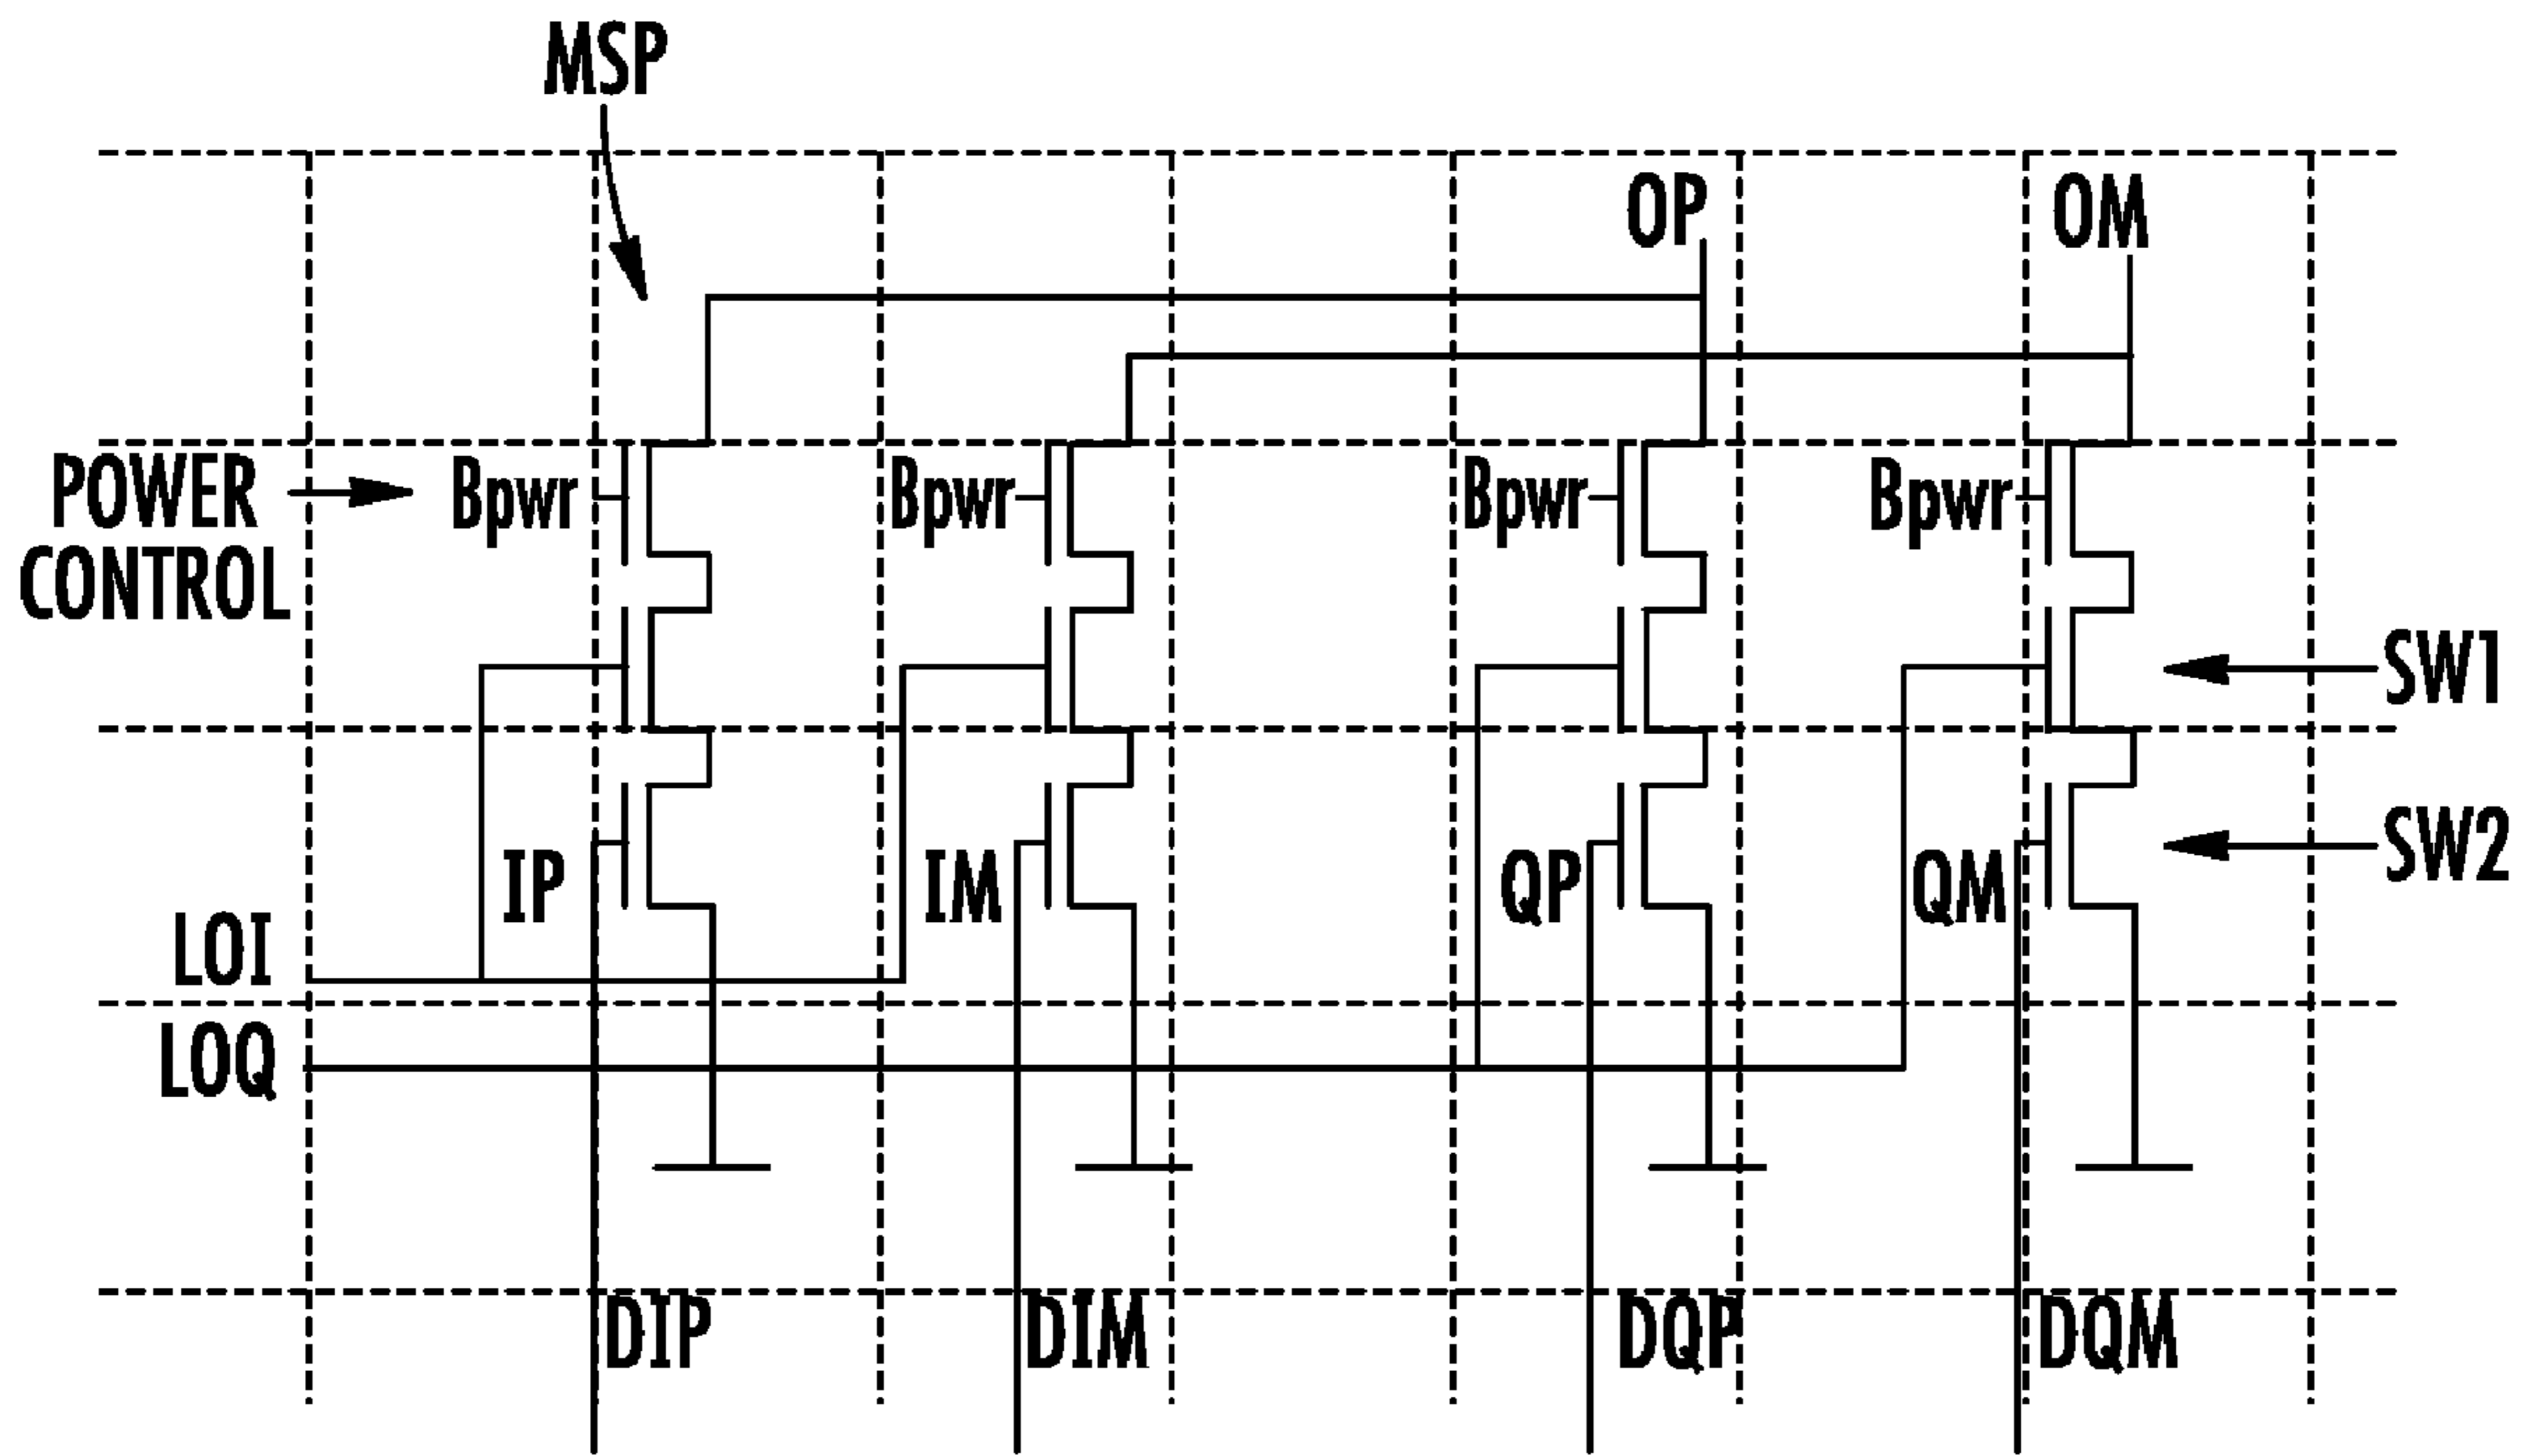 MSP
OP
OM
POWER
CONTROL
Bpwr
Bpwr
Bpwr
Bpwr
SW1
SW2
IP
IM
QP
QM
LOI
LOQ
DIP
DIM
DQP
DQM